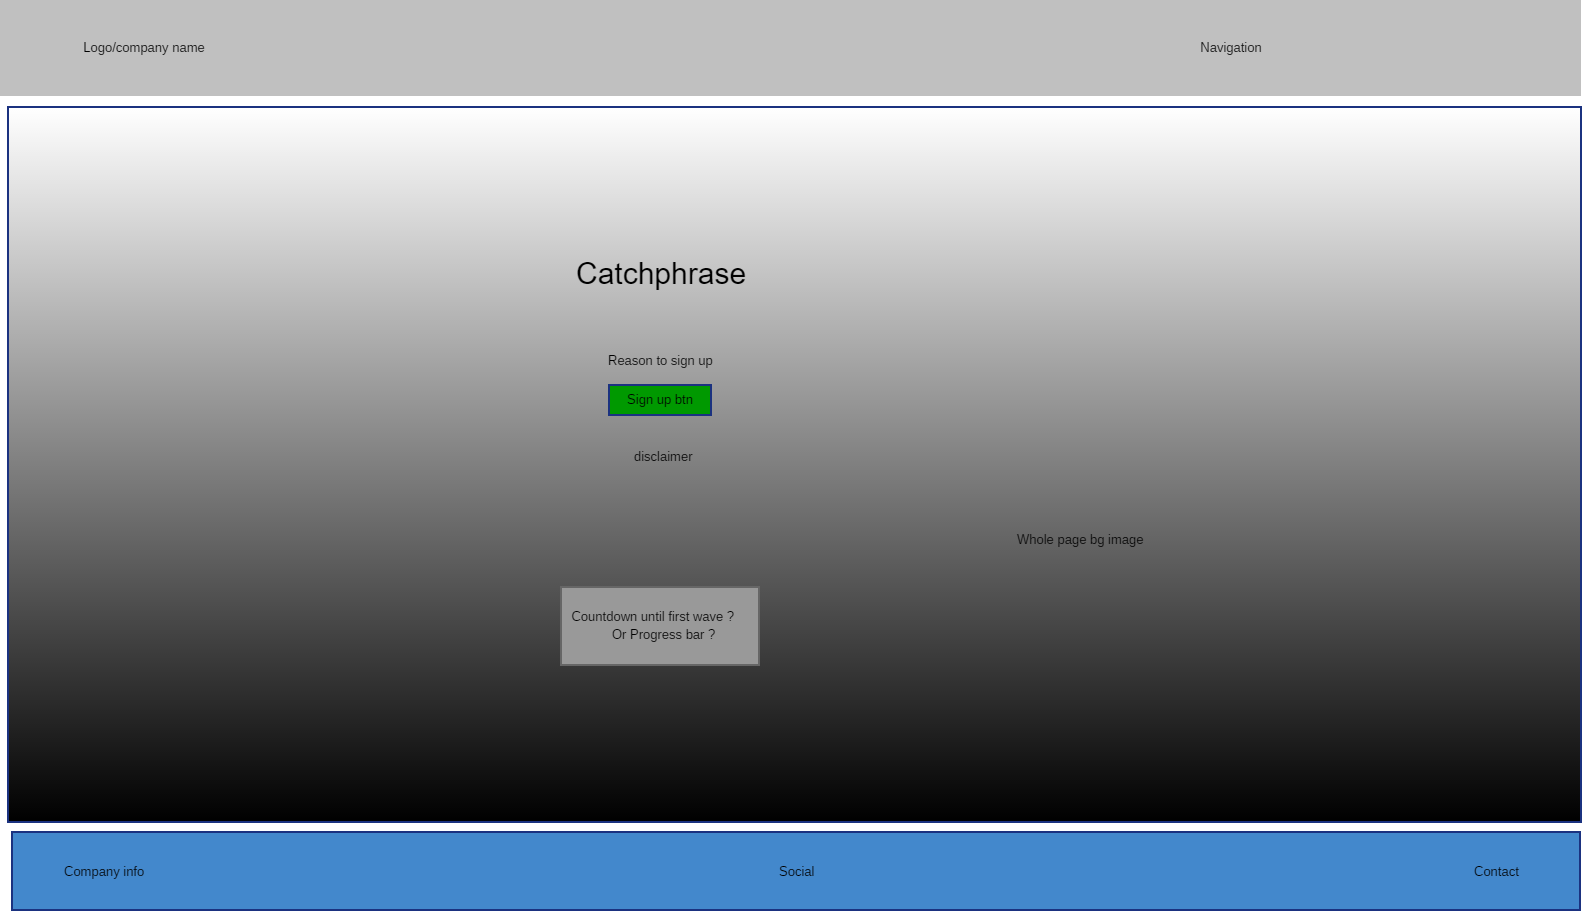 Logo/company name
Navigation
Catchphrase
Reason to sign up
Sign up btn
disclaimer
Whole page bg image
Countdown until first wave ?
Or Progress bar ?
Company info
Social
Contact